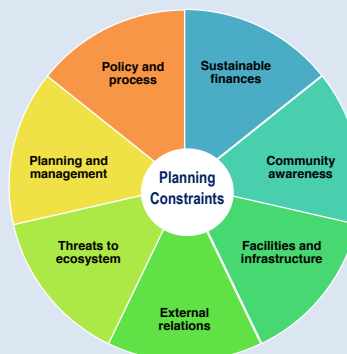 Policy and
process
Sustainable
finances
Planning and
management
Planning
Constraints
Community
awareness
Threats to
ecosystem
Facilities and
infrastructure
External
relations